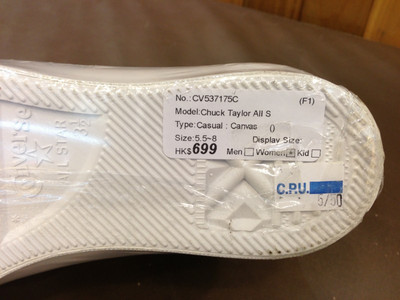 No.:CV537175C (F1)
Model:Chuck Taylor All S
Type:Casual : Canvas 0
Size:5.5~8 Display Size:
HK$699 Men Women Kid
C.P.U.
Converse
ALL STAR